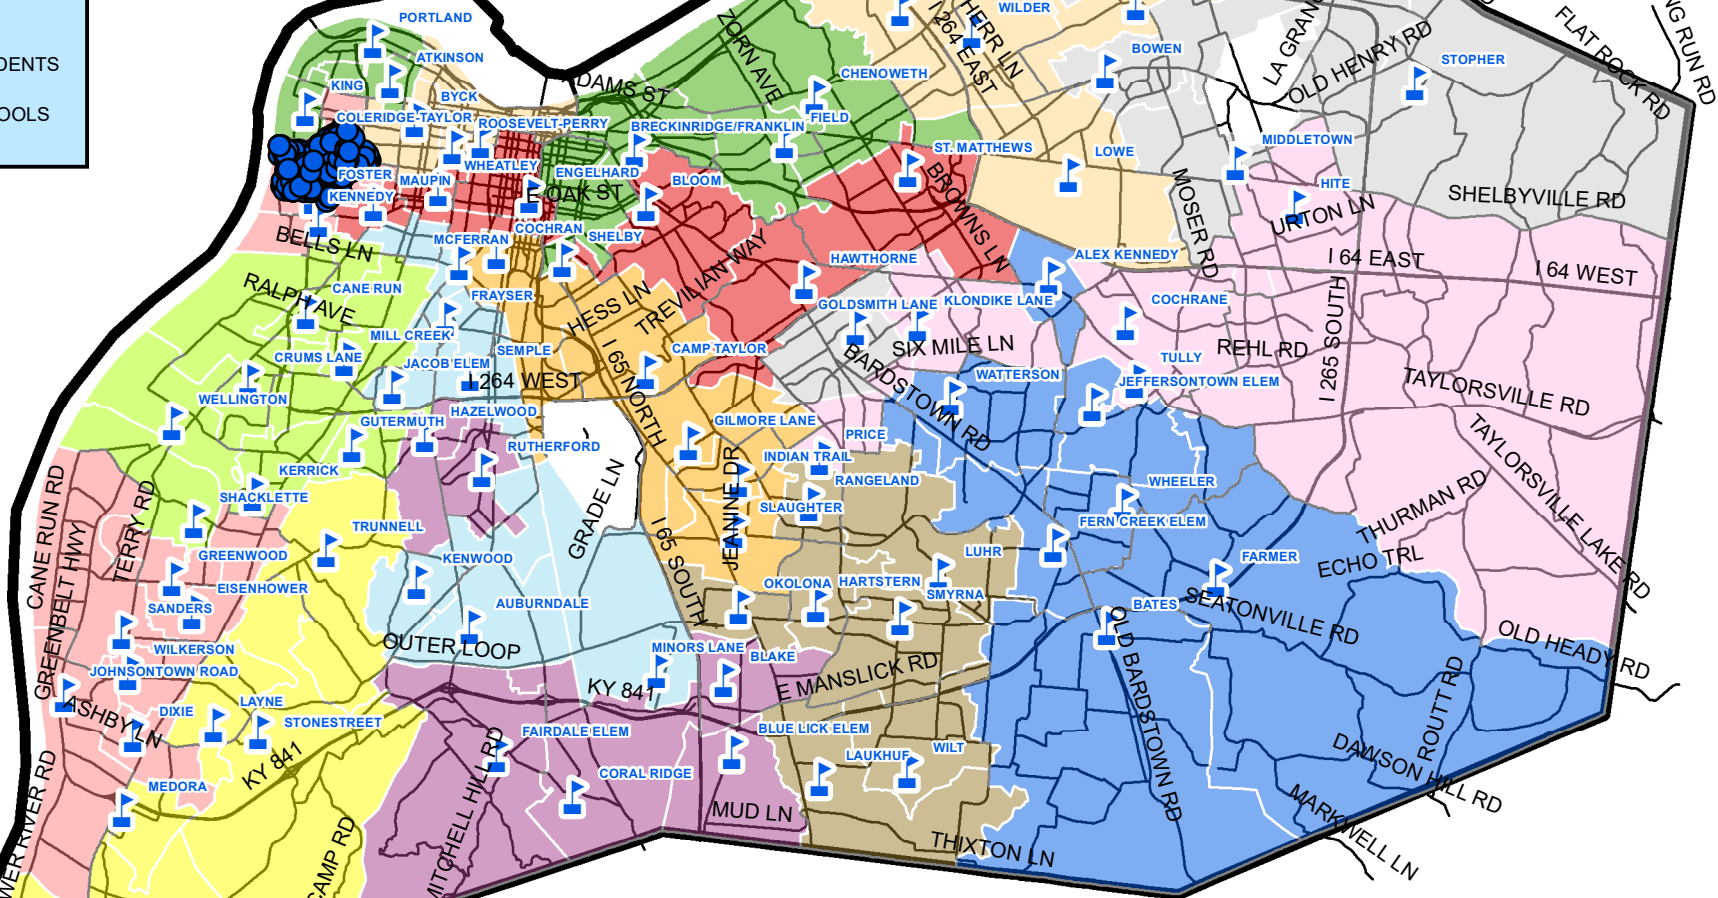 DENTS
OOLS
PORTLAND
ATKINSON
KING
BYCK
COLERIDGE-TAYLOR
ROOSEVELT-PERRY
WHEATLEY
FOSTER
MAUPIN
KENNEDY
ENGELHARD
BRECKINRIDGE/FRANKLIN
CHENOWETH
FIELD
BLOOM
ST. MATTHEWS
WILDER
BOWEN
LOWE
STOPHER
MIDDLETOWN
HITE
ADAMS ST
ZORN AVE
I 264 EAST
HERR LN
LA GRAN
OLD HENRY RD
FLAT ROCK RD
NG RUN RD
E OAK ST
BROWNS LN
MOSER RD
URTON LN
SHELBYVILLE RD
I 64 EAST
I 64 WEST
BELLS LN
MCFERRAN
COCHRAN
SHELBY
HAWTHORNE
ALEX KENNEDY
RALPH AVE
CANE RUN
FRAYSER
HESS LN
TREVILIAN WAY
GOLDSMITH LANE
KLONDIKE LANE
COCHRANE
I 265 SOUTH
MILL CREEK
CRUMS LANE
JACOB ELEM
SEMPLE
I 264 WEST
I 65 NORTH
CAMP TAYLOR
BARDSTOWN RD
SIX MILE LN
REHL RD
WATTERSON
TULLY
JEFFERSONTOWN ELEM
TAYLORSVILLE RD
WELLINGTON
HAZELWOOD
GUTERMUTH
RUTHERFORD
GILMORE LANE
PRICE
INDIAN TRAIL
RANGELAND
TAYLORSVILLE LAKE RD
KERRICK
SHACKLETTE
CANE RUN RD
TERRY RD
GREENBELT HWY
GRADE LN
JEANINE DR
SLAUGHTER
WHEELER
FERN CREEK ELEM
THURMAN RD
TRUNNELL
GREENWOOD
EISENHOWER
SANDERS
KENWOOD
I 65 SOUTH
LUHR
FARMER
ECHO TRL
AUBURNDALE
OKOLONA
HARTSTERN
SMYRNA
BATES
SEATONVILLE RD
OLD HEADY RD
WILKERSON
JOHNSONTOWN ROAD
OUTER LOOP
MINORS LANE
BLAKE
KY 841
E MANSLICK RD
OLD BARDSTOWN RD
ROUTT RD
ASHBY LN
DIXIE
LAYNE
STONESTREET
KY 841
FAIRDALE ELEM
BLUE LICK ELEM
LAUKHUF
WILT
DAWSON HILL RD
MEDORA
MITCHELL HILL RD
CORAL RIDGE
MUD LN
MARKWELL LN
WER RIVER RD
CAMP RD
THIXTON LN